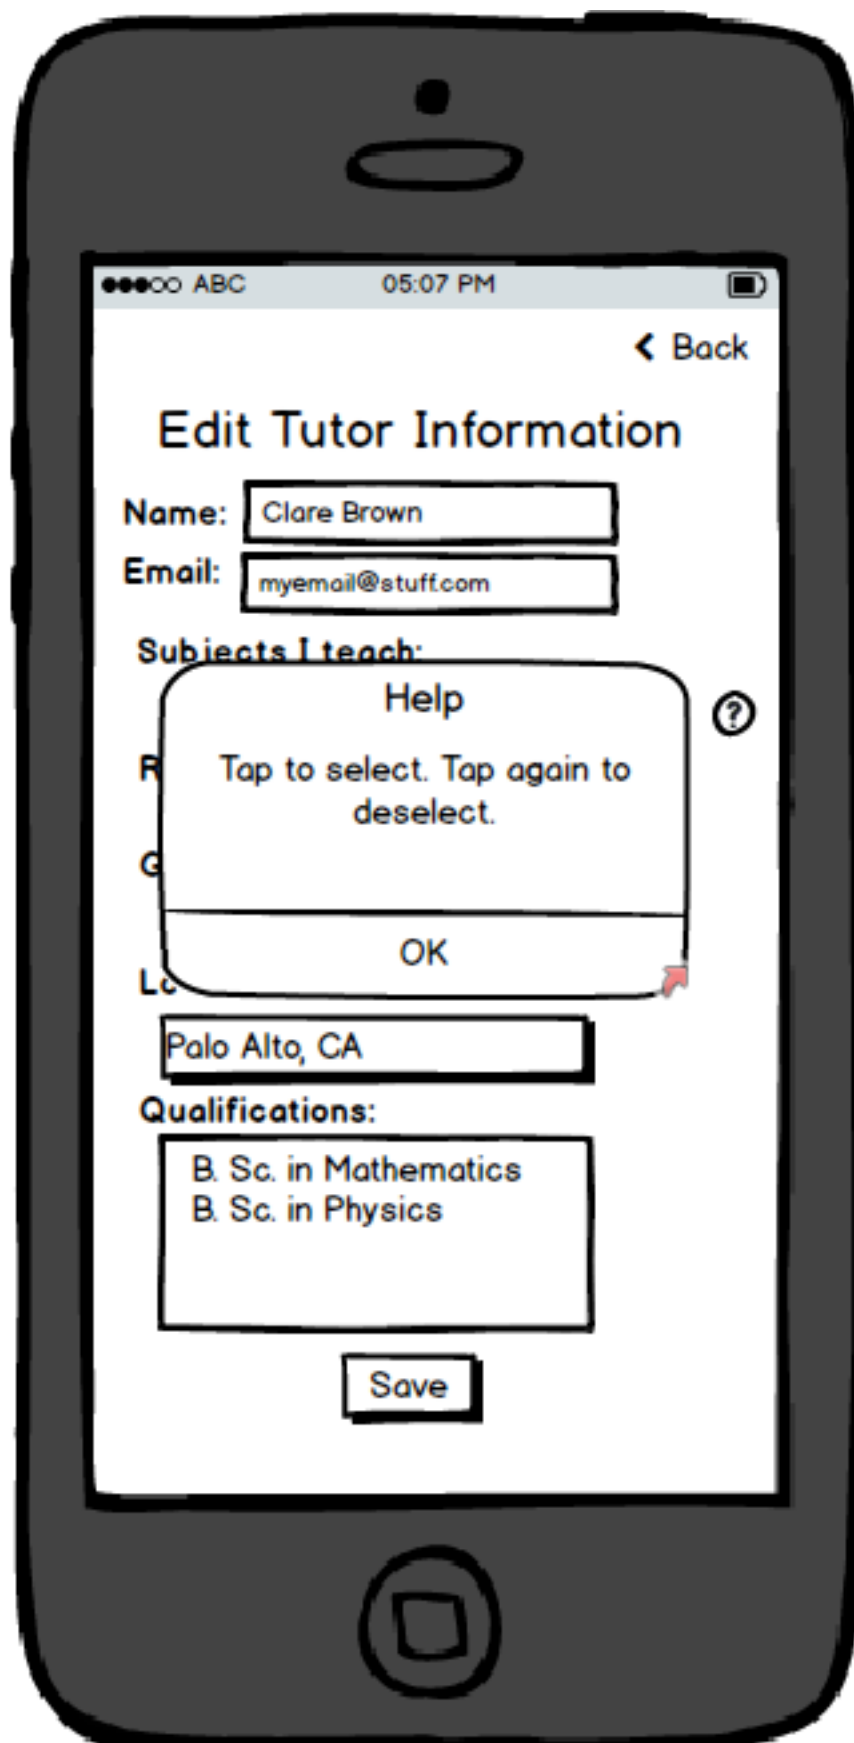 ABC 05:07 PM
Back
Edit Tutor Information
Name: Clare Brown
Email: myemail@stuff.com
Subjects I teach:
Help
?
Tap to select. Tap again to
deselect.
OK
Palo Alto, CA
Qualifications:
B. Sc. in Mathematics
B. Sc. in Physics
Save